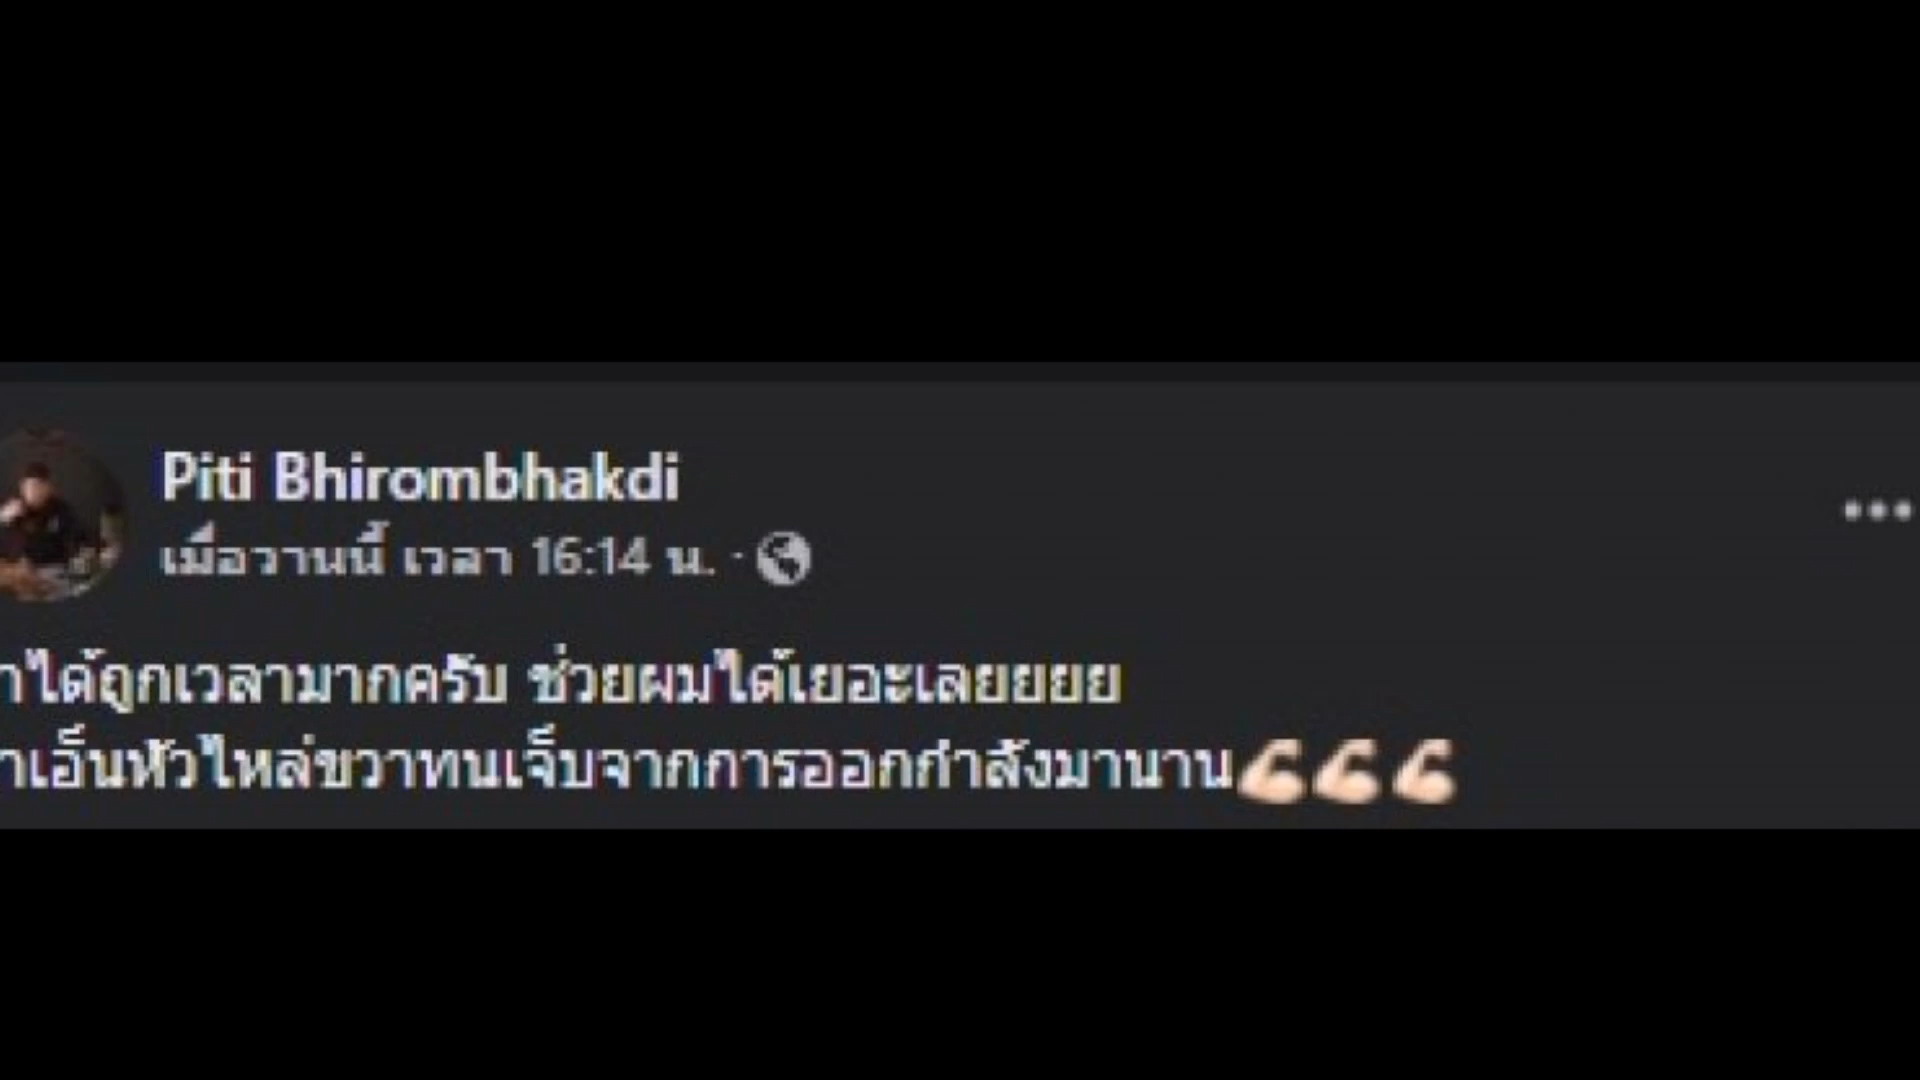 Piti Bhirombhakdi
เมื่อวานนี้ เวลา 16:14 น. ·
าได้ถูกเวลามากครับ ช่วยผมได้เยอะเลยยยย
าเอ็นหัวไหล่ขวาทนเจ็บจากการออกกำลังมานาน💪🏻💪🏻💪🏻